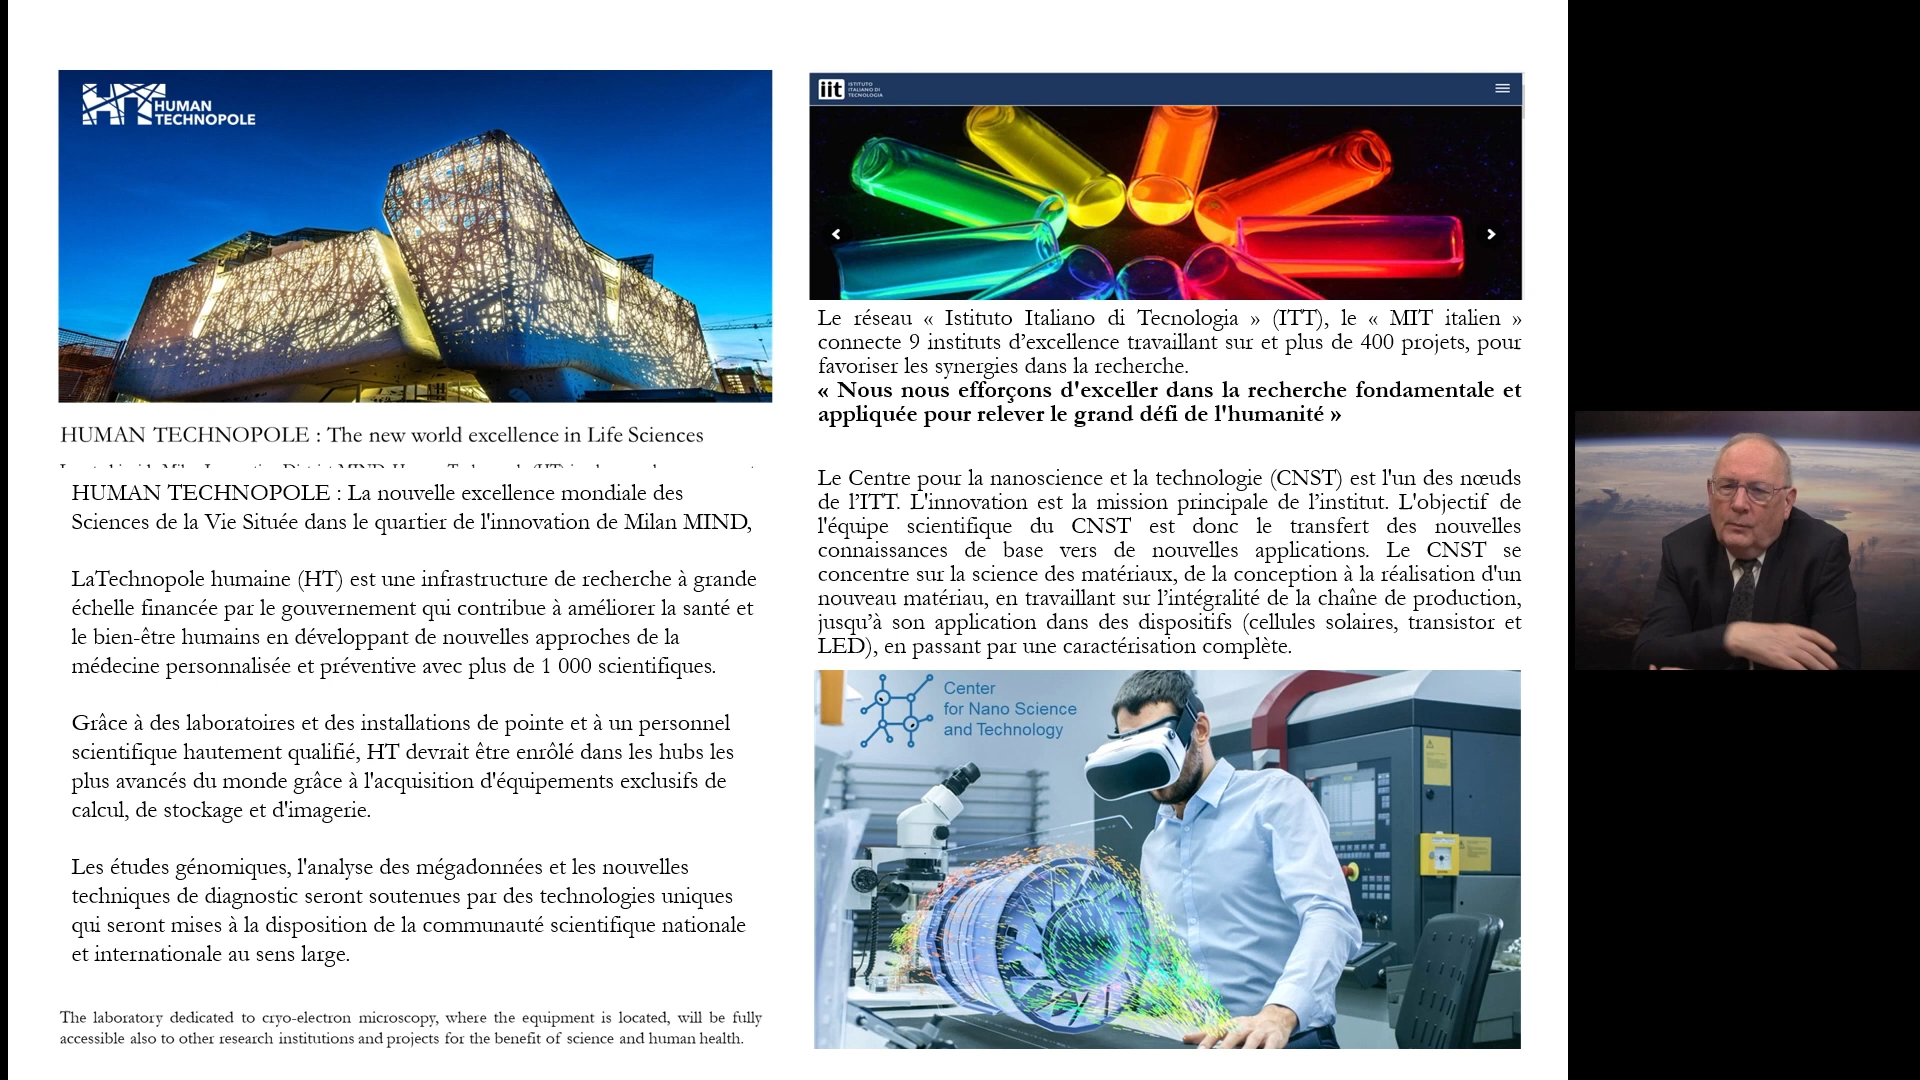 HUMAN
TECHNOPOLE
HUMAN TECHNOPOLE : The new world excellence in Life Sciences
HUMAN TECHNOPOLE : La nouvelle excellence mondiale des
Sciences de la Vie Située dans le quartier de l'innovation de Milan MIND,
LaTechnopole humaine (HT) est une infrastructure de recherche à grande
échelle financée par le gouvernement qui contribue à améliorer la santé et
le bien-être humains en développant de nouvelles approches de la
médecine personnalisée et préventive avec plus de 1 000 scientifiques.
Grâce à des laboratoires et des installations de pointe et à un personnel
scientifique hautement qualifié, HT devrait être enrôlé dans les hubs les
plus avancés du monde grâce à l'acquisition d'équipements exclusifs de
calcul, de stockage et d'imagerie.
Les études génomiques, l'analyse des mégadonnées et les nouvelles
techniques de diagnostic seront soutenues par des technologies uniques
qui seront mises à la disposition de la communauté scientifique nationale
et internationale au sens large.
The laboratory dedicated to cryo-electron microscopy, where the equipment is located, will be fully
accessible also to other research institutions and projects for the benefit of science and human health.
iit
ISTITUTO
ITALIANO DI
TECNOLOGIA
Le réseau « Istituto Italiano di Tecnologia » (ITT), le « MIT italien »
connecte 9 instituts d’excellence travaillant sur et plus de 400 projets, pour
favoriser les synergies dans la recherche.
« Nous nous efforçons d'exceller dans la recherche fondamentale et
appliquée pour relever le grand défi de l'humanité »
Le Centre pour la nanoscience et la technologie (CNST) est l'un des nœuds
de l’ITT. L'innovation est la mission principale de l’institut. L'objectif de
l'équipe scientifique du CNST est donc le transfert des nouvelles
connaissances de base vers de nouvelles applications. Le CNST se
concentre sur la science des matériaux, de la conception à la réalisation d'un
nouveau matériau, en travaillant sur l’intégralité de la chaîne de production,
jusqu’à son application dans des dispositifs (cellules solaires, transistor et
LED), en passant par une caractérisation complète.
Center
for Nano Science
and Technology